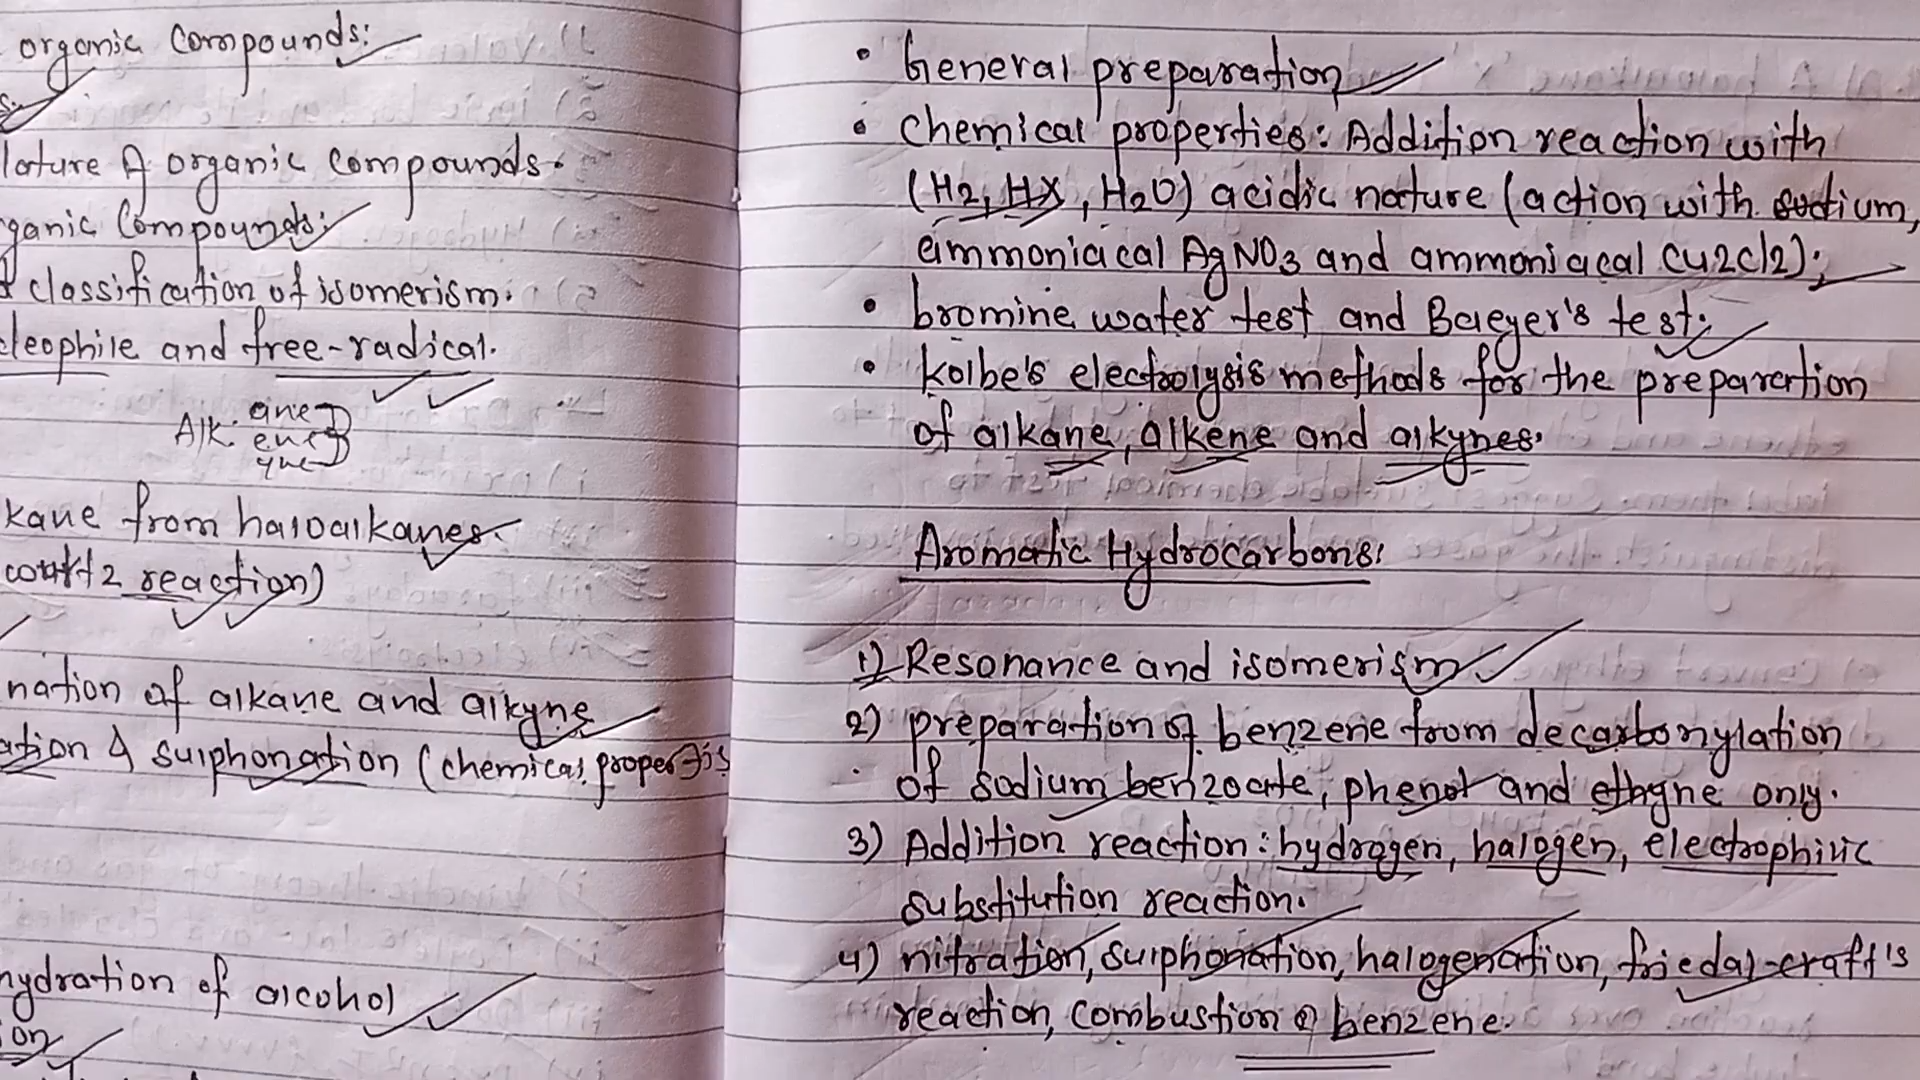 organic compounds:
s.
lature of organic compounds.
ganic compounds:
& classification of isomerism.
cleophile and free-radical.
Alk. ane
ene
yne
kane from haloalkanes.
wurtz reaction)
nation of alkane and alkyne
ation & sulphonation (chemical properties
hydration of alcohol
ion
• General preparation
• chemical properties: Addition reaction with
(H2, HX, H2O) acidic nature (action with sodium,
ammoniacal AgNO3 and ammoniacal Cu2Cl2);
• bromine water test and Baeyer's test;
• kolbe's electrolysis methods for the preparation
of alkane, alkene and alkynes.
Aromatic Hydrocarbons:
1) Resonance and isomerism
2) preparation of benzene from decarbonylation
of sodium benzoate, phenol and ethyne only.
3) Addition reaction: hydrogen, halogen, electrophilic
substitution reaction.
4) nitration, sulphonation, halogenation, friedal-craft's
reaction, combustion of benzene.